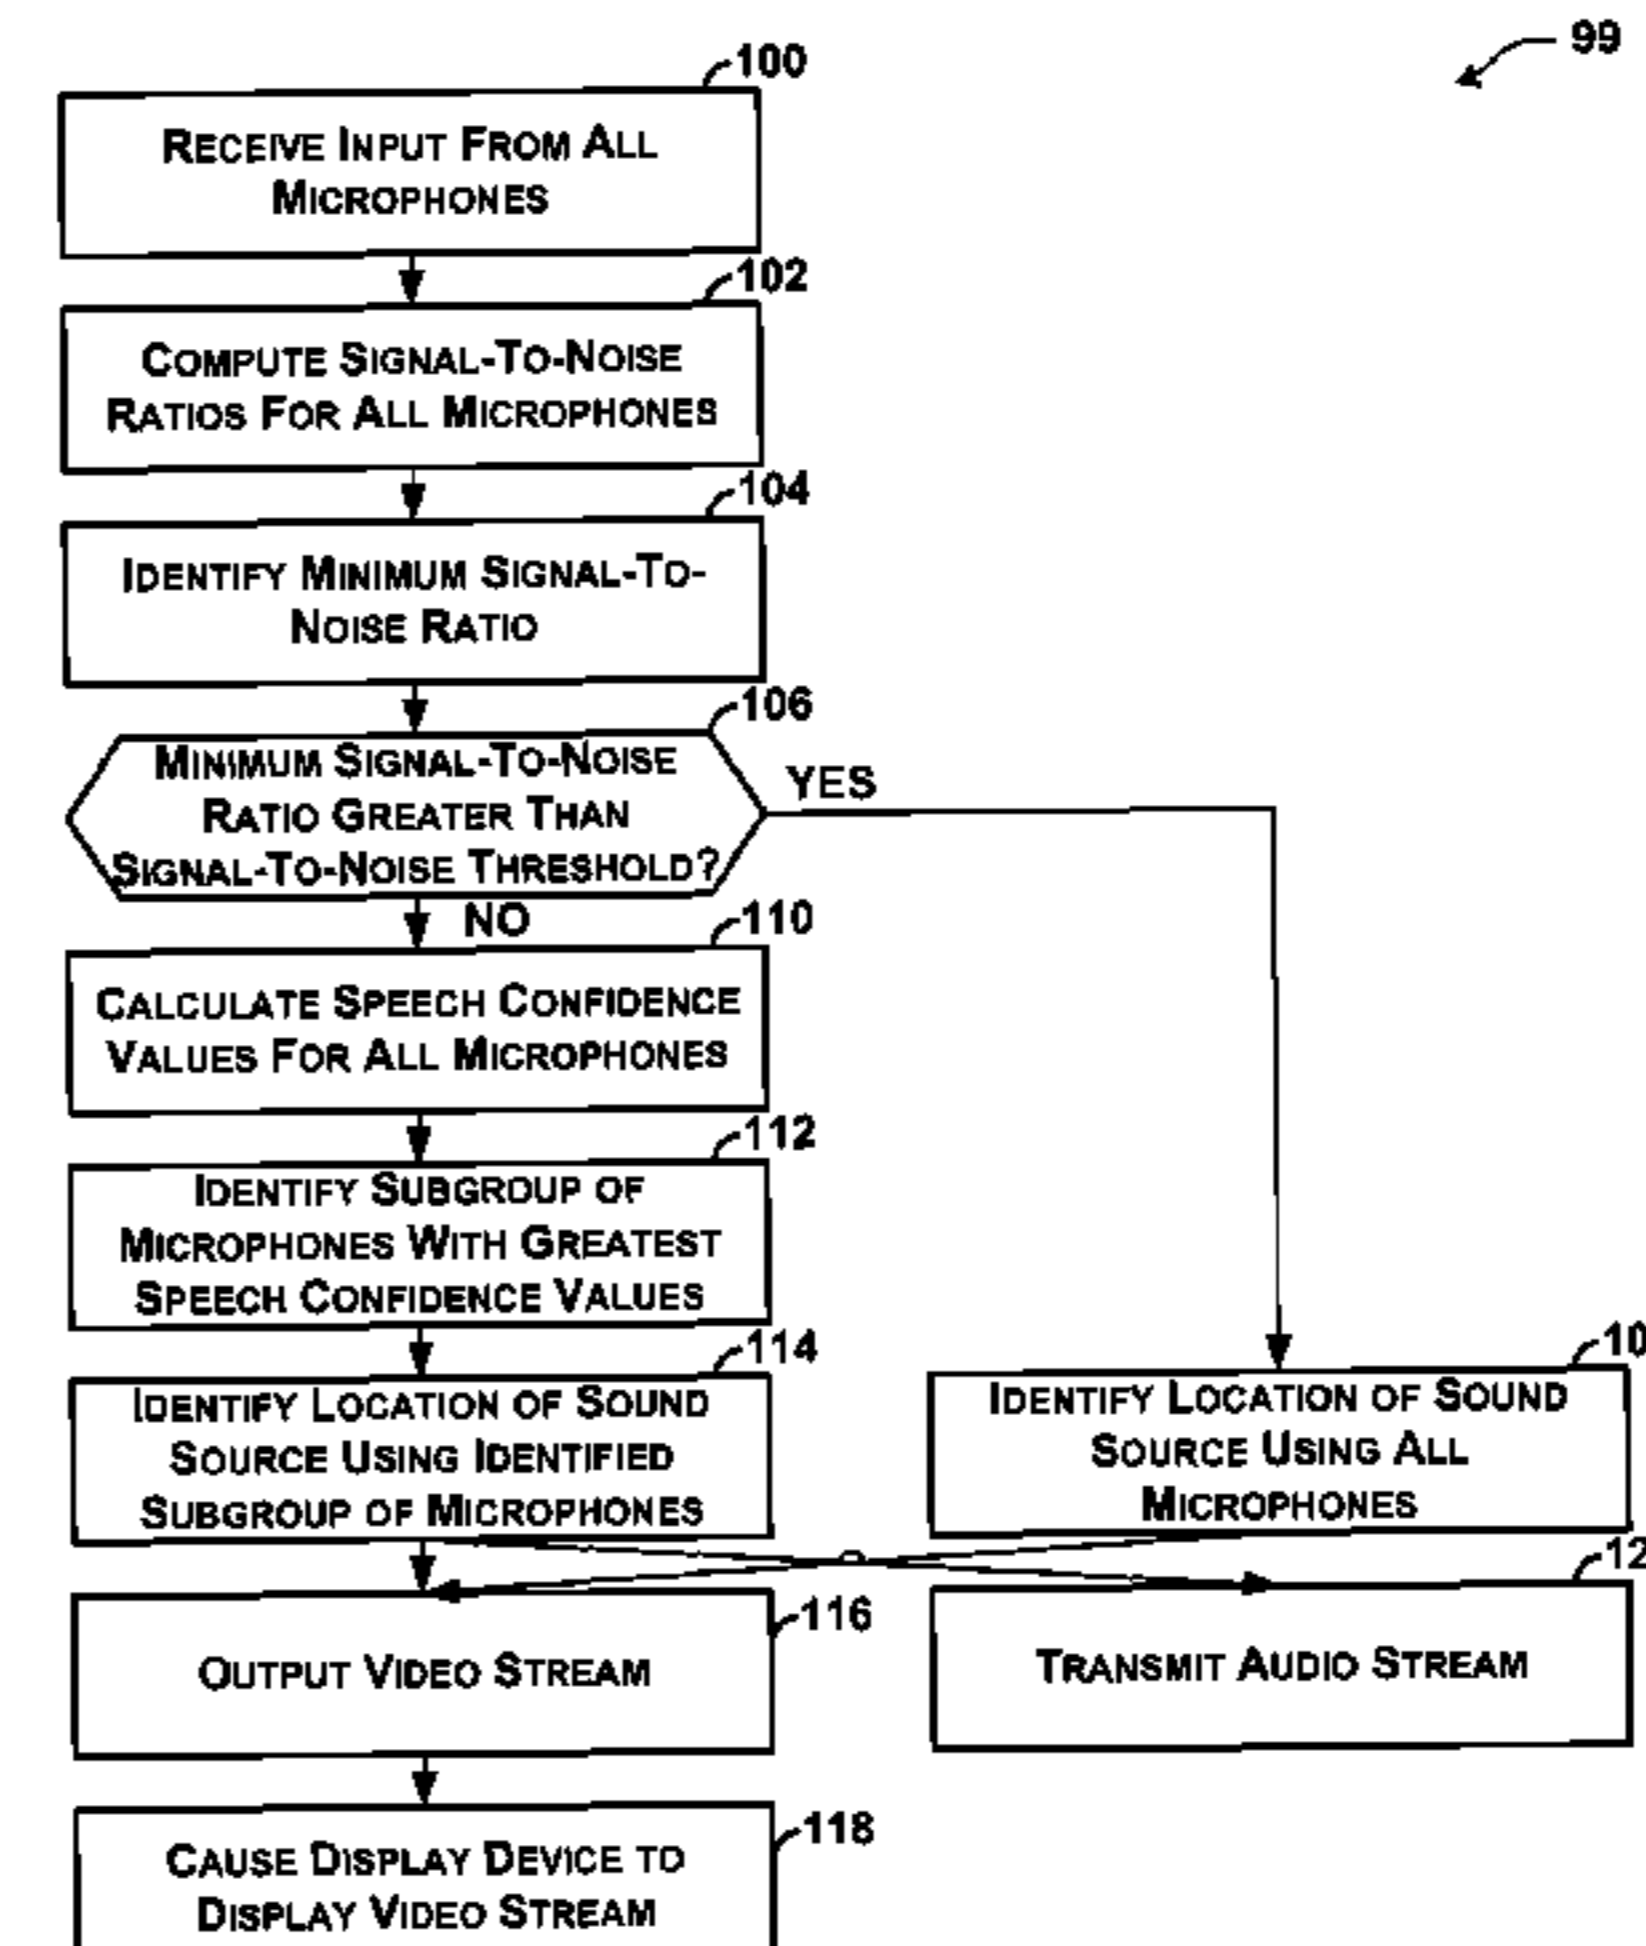 99
100
RECEIVE INPUT FROM ALL
MICROPHONES
102
COMPUTE SIGNAL-TO-NOISE
RATIOS FOR ALL MICROPHONES
104
IDENTIFY MINIMUM SIGNAL-TO-
NOISE RATIO
106
MINIMUM SIGNAL-TO-NOISE
RATIO GREATER THAN
SIGNAL-TO-NOISE THRESHOLD?
YES
NO
110
CALCULATE SPEECH CONFIDENCE
VALUES FOR ALL MICROPHONES
112
IDENTIFY SUBGROUP OF
MICROPHONES WITH GREATEST
SPEECH CONFIDENCE VALUES
114
IDENTIFY LOCATION OF SOUND
SOURCE USING IDENTIFIED
SUBGROUP OF MICROPHONES
IDENTIFY LOCATION OF SOUND
SOURCE USING ALL
MICROPHONES
116
OUTPUT VIDEO STREAM
TRANSMIT AUDIO STREAM
118
CAUSE DISPLAY DEVICE TO
DISPLAY VIDEO STREAM